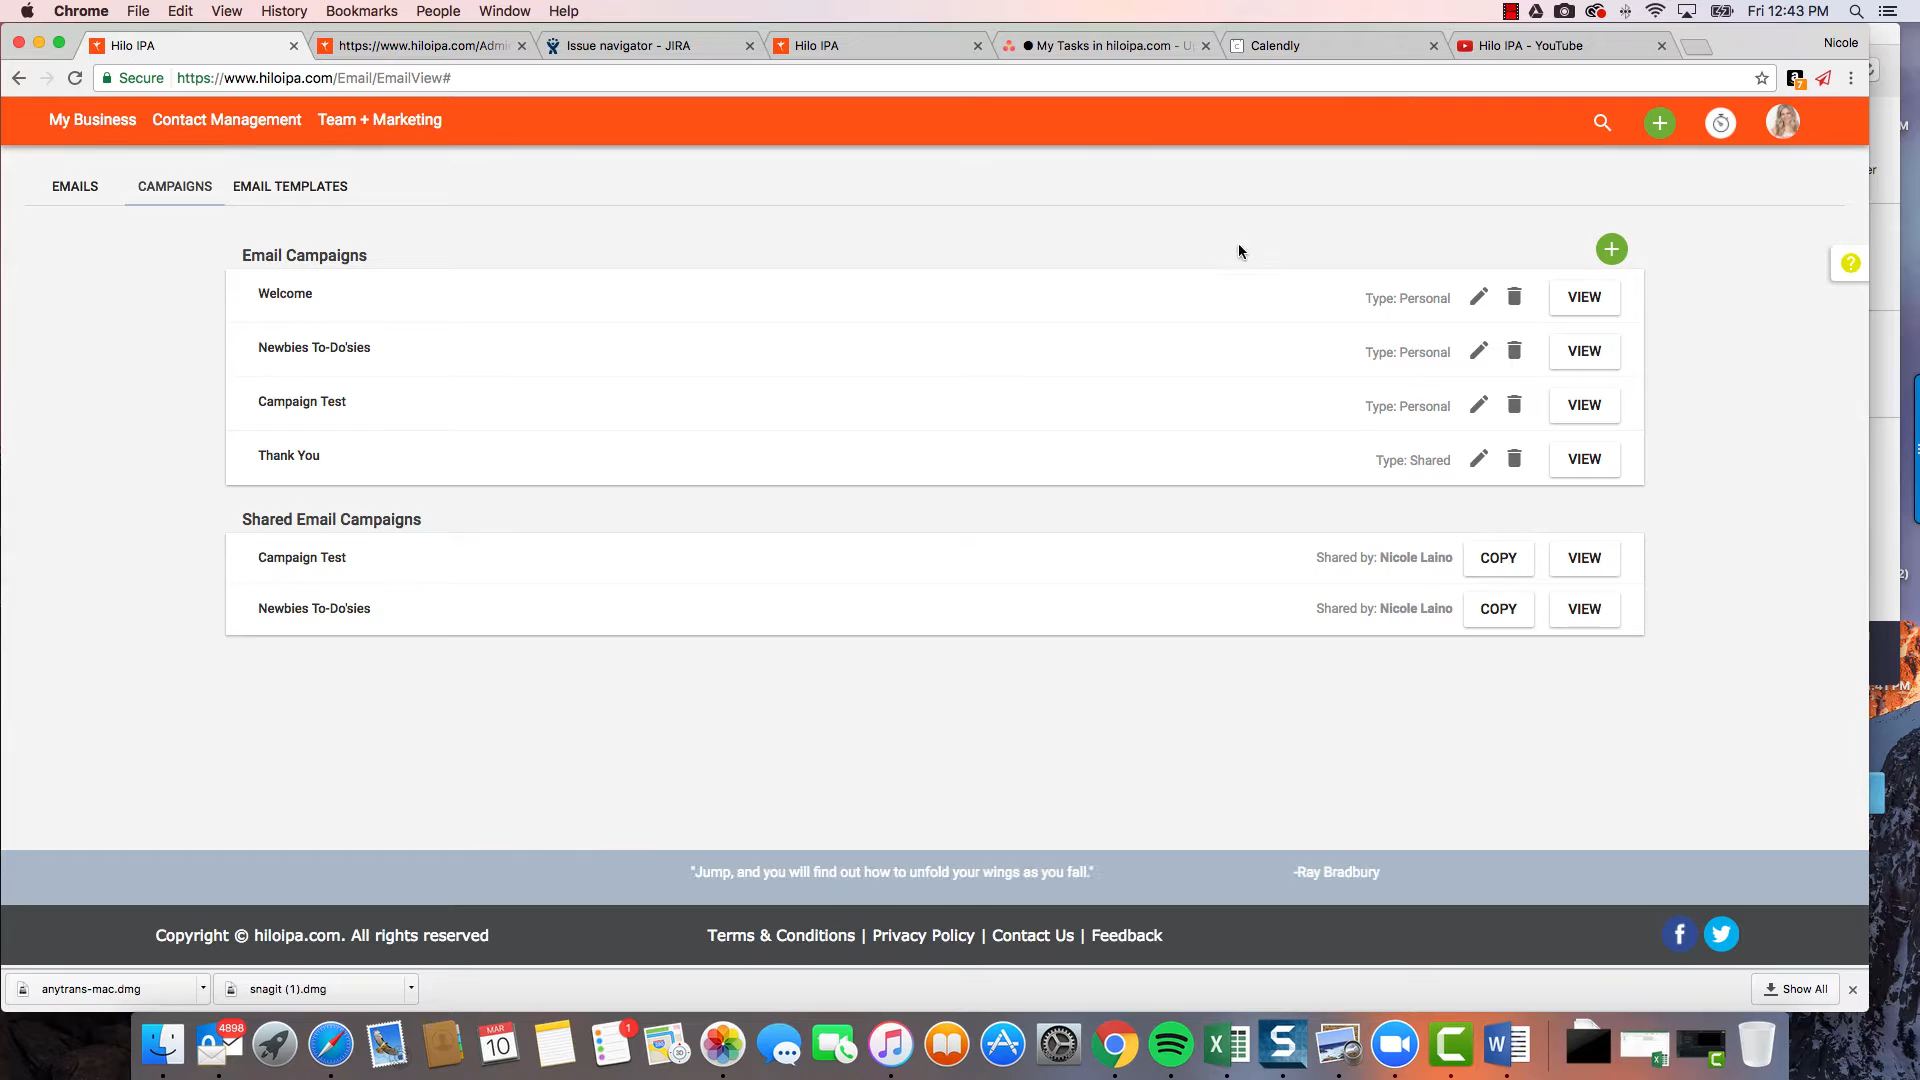 Chrome File Edit View History Bookmarks People Window Help Fri 12:43 PM
Hilo IPA https://www.hiloipa.com/Admi Issue navigator - JIRA Hilo IPA My Tasks in hiloipa.com - U Calendly Hilo IPA - YouTube Nicole
Secure https://www.hiloipa.com/Email/EmailView# a 7
My Business Contact Management Team + Marketing
EMAILS CAMPAIGNS EMAIL TEMPLATES
Email Campaigns +
?
Welcome Type: Personal VIEW
Newbies To-Do'sies Type: Personal VIEW
Campaign Test Type: Personal VIEW
Thank You Type: Shared VIEW
Shared Email Campaigns
Campaign Test Shared by: Nicole Laino COPY VIEW
Newbies To-Do'sies Shared by: Nicole Laino COPY VIEW
"Jump, and you will find out how to unfold your wings as you fall." -Ray Bradbury
Copyright © hiloipa.com. All rights reserved Terms & Conditions | Privacy Policy | Contact Us | Feedback
anytrans-mac.dmg snagit (1).dmg Show All
4898 MAR 10 1